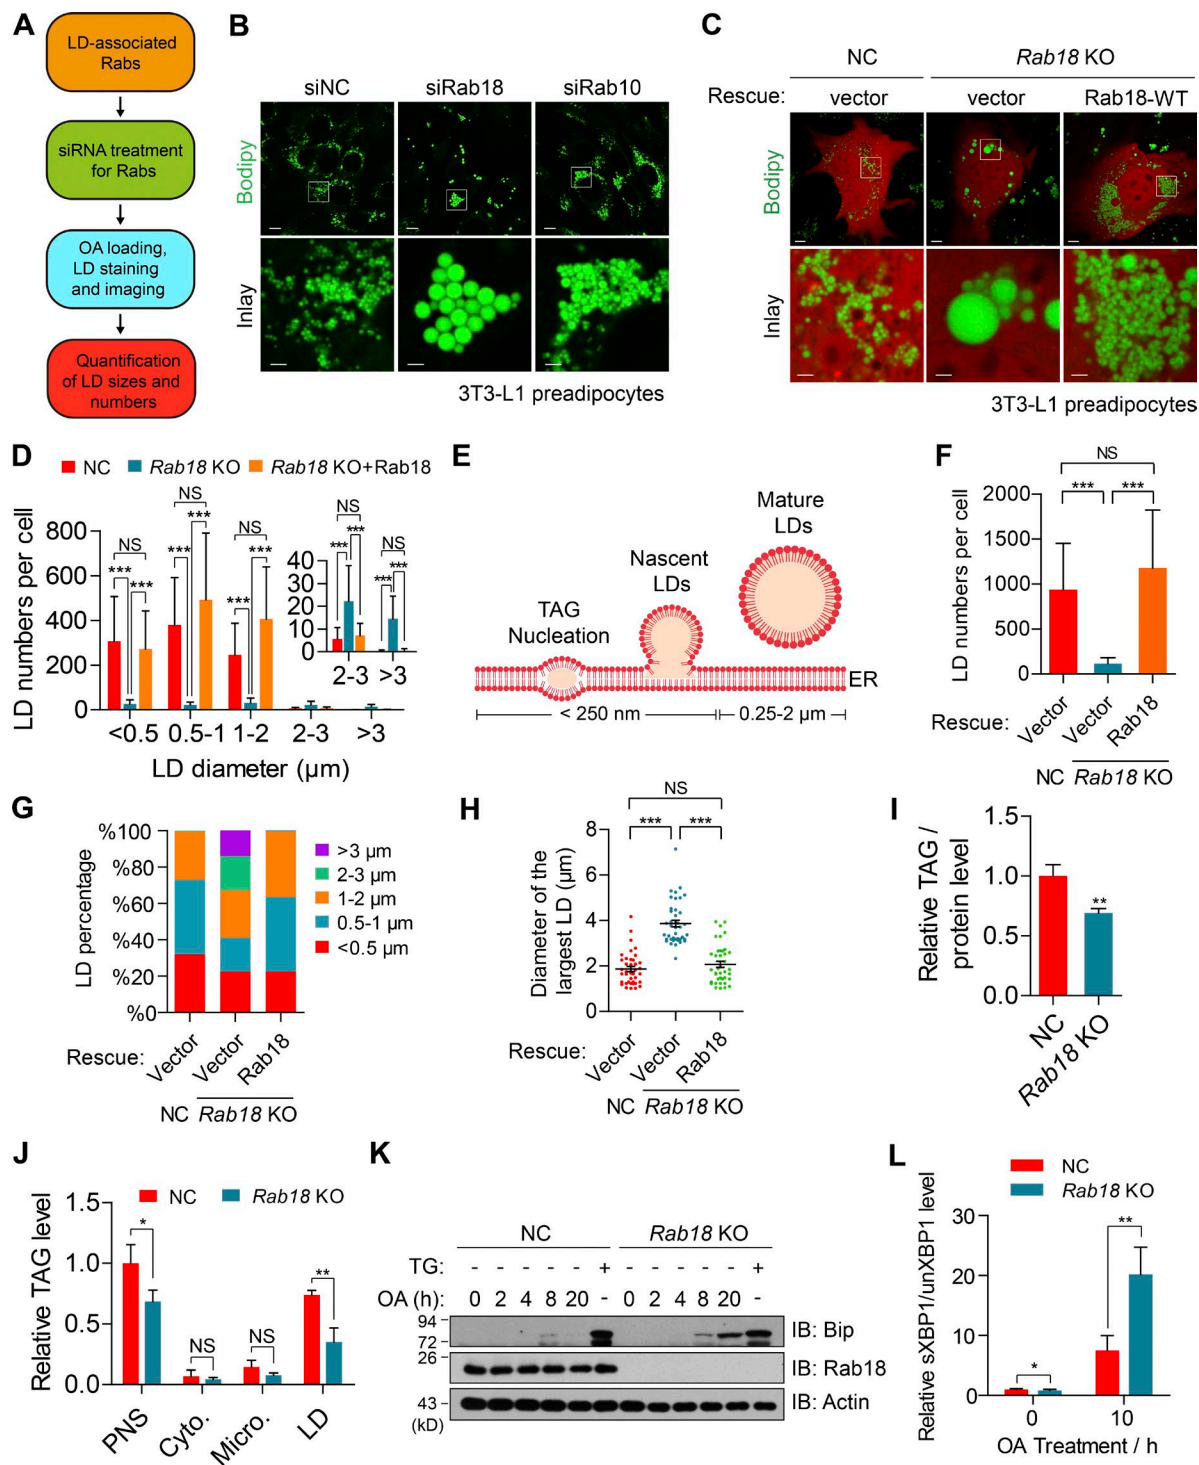 A
LD-associated
Rabs
siRNA treatment
for Rabs
OA loading,
LD staining
and imaging
Quantification
of LD sizes and
numbers
B
siNC siRab18 siRab10
Bodipy
Inlay
3T3-L1 preadipocytes
C
NC Rab18 KO
Rescue: vector vector Rab18-WT
Bodipy
Inlay
3T3-L1 preadipocytes
D
NC Rab18 KO Rab18 KO+Rab18
LD numbers per cell
800
600
400
200
0
NS
*** ***
NS
*** ***
NS
*** ***
40
30
20
10
0
NS
*** ***
NS
*** ***
2-3 >3
<0.5 0.5-1 1-2 2-3 >3
LD diameter (µm)
E
Mature
LDs
Nascent
LDs
TAG
Nucleation
ER
< 250 nm 0.25-2 µm
F
LD numbers per cell
2000
1500
1000
500
0
NS
*** ***
Rescue: Vector Vector Rab18
NC Rab18 KO
G
LD percentage
%100
%80
%60
%40
%20
%0
>3 µm
2-3 µm
1-2 µm
0.5-1 µm
<0.5 µm
Rescue: Vector Vector Rab18
NC Rab18 KO
H
Diameter of the
largest LD (µm)
8
6
4
2
0
NS
*** ***
Rescue: Vector Vector Rab18
NC Rab18 KO
I
Relative TAG /
protein level
1.5
1.0
0.5
0.0
**
NC Rab18 KO
J
NC Rab18 KO
Relative TAG level
1.5
1.0
0.5
0.0
* NS NS **
PNS Cyto. Micro. LD
K
NC Rab18 KO
TG: - - - - - + - - - - - +
OA (h): 0 2 4 8 20 - 0 2 4 8 20 -
94
72
IB: Bip
26
IB: Rab18
43
IB: Actin
(kD)
L
NC
Rab18 KO
Relative sXBP1/unXBP1 level
30
20
10
0
* **
0 10
OA Treatment / h